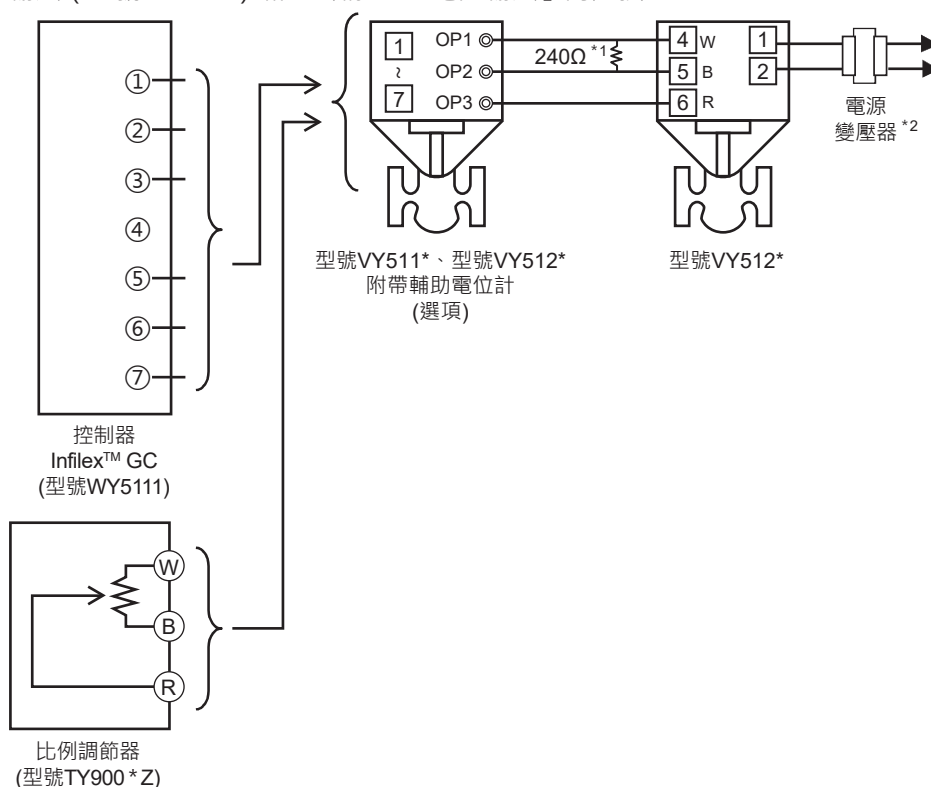 ①
②
③
④
⑤
⑥
⑦
控制器
Infilex™ GC
(型號WY5111)
W
B
R
比例調節器
(型號TY900*Z)
1
~
7
OP1
OP2
OP3
240Ω *1
型號VY511*、型號VY512*
附帶輔助電位計
(選項)
4 W
5 B
6 R
1
2
型號VY512*
電源
變壓器 *2